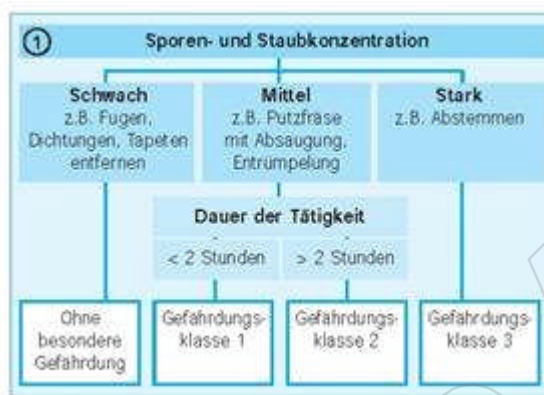 1 Sporen- und Staubkonzentration
Schwach
z.B. Fugen,
Dichtungen, Tapeten
entfernen
Mittel
z.B. Putzfräse
mit Absaugung,
Entrümpelung
Stark
z.B. Abstemmen
Dauer der Tätigkeit
< 2 Stunden
> 2 Stunden
Ohne
besondere
Gefährdung
Gefährdungs-
klasse 1
Gefährdungs-
klasse 2
Gefährdungs-
klasse 3